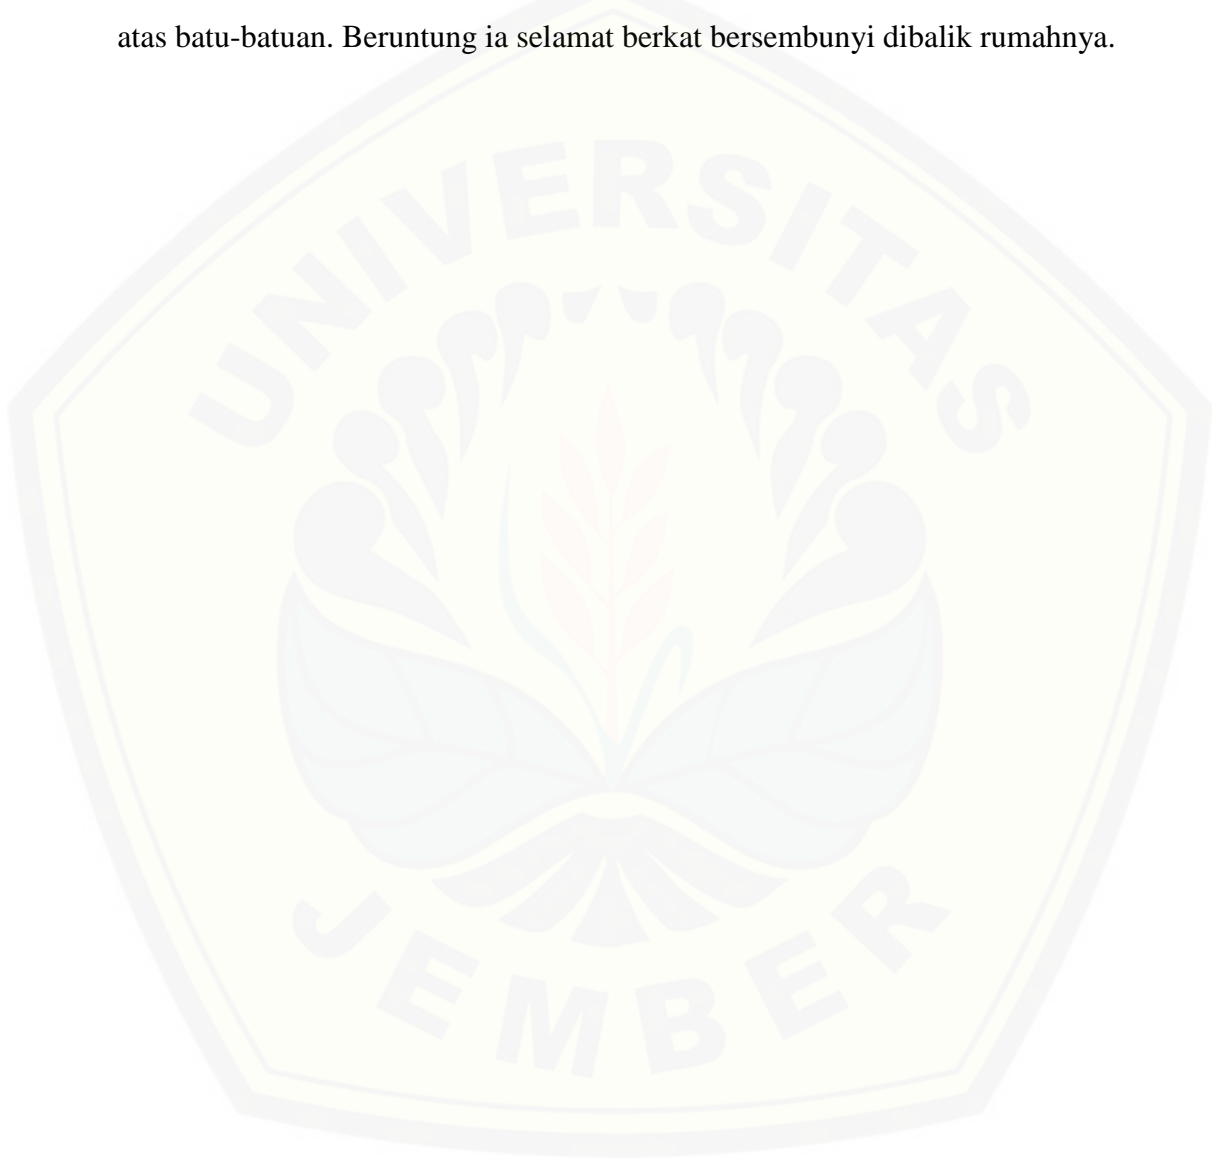 atas batu-batuan. Beruntung ia selamat berkat bersembunyi dibalik rumahnya.
UNIVERSITAS
JEMBER